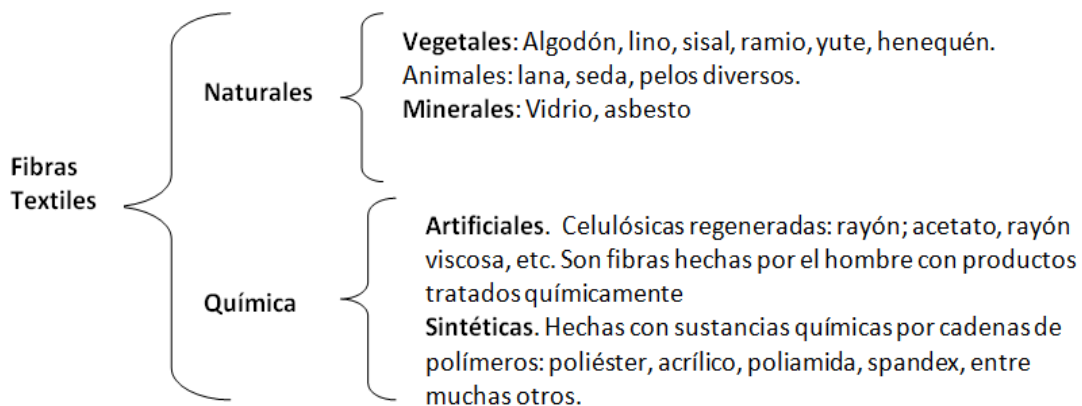 Fibras
Textiles
Naturales
Vegetales: Algodón, lino, sisal, ramio, yute, henequén.
Animales: lana, seda, pelos diversos.
Minerales: Vidrio, asbesto
Química
Artificiales. Celulósicas regeneradas: rayón; acetato, rayón
viscosa, etc. Son fibras hechas por el hombre con productos
tratados químicamente
Sintéticas. Hechas con sustancias químicas por cadenas de
polímeros: poliéster, acrílico, poliamida, spandex, entre
muchas otros.